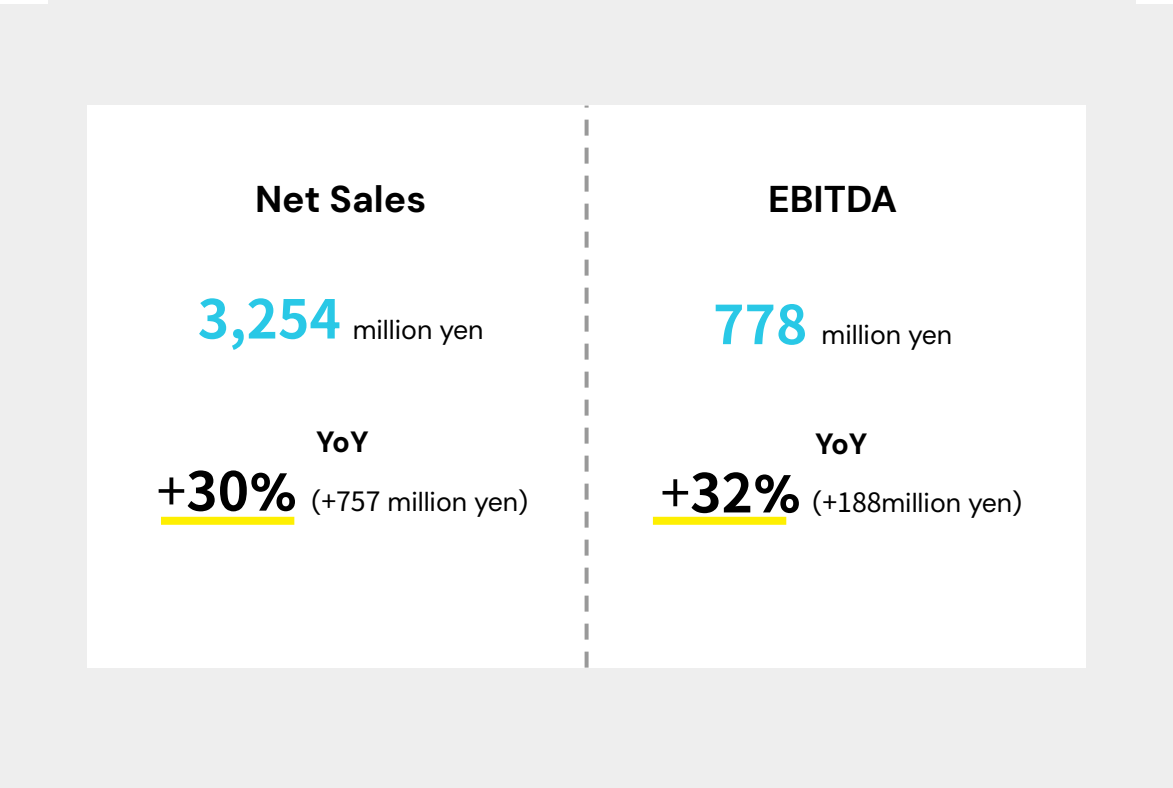 Net Sales
3,254 million yen
YoY
+30% (+757 million yen)
EBITDA
778 million yen
YoY
+32% (+188million yen)